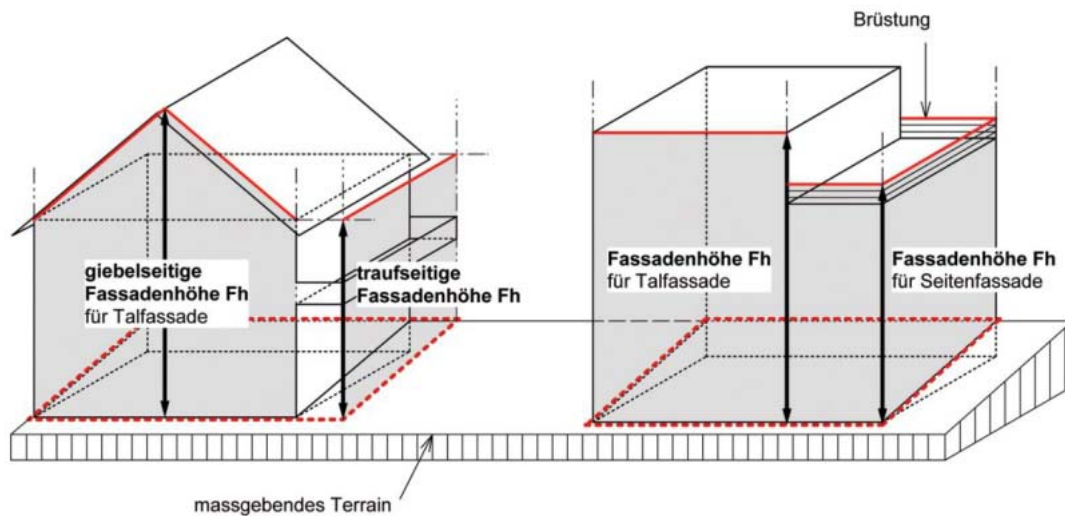 Brüstung
giebelseitige
Fassadenhöhe Fh
für Talfassade
traufseitige
Fassadenhöhe Fh
Fassadenhöhe Fh
für Talfassade
Fassadenhöhe Fh
für Seitenfassade
massgebendes Terrain